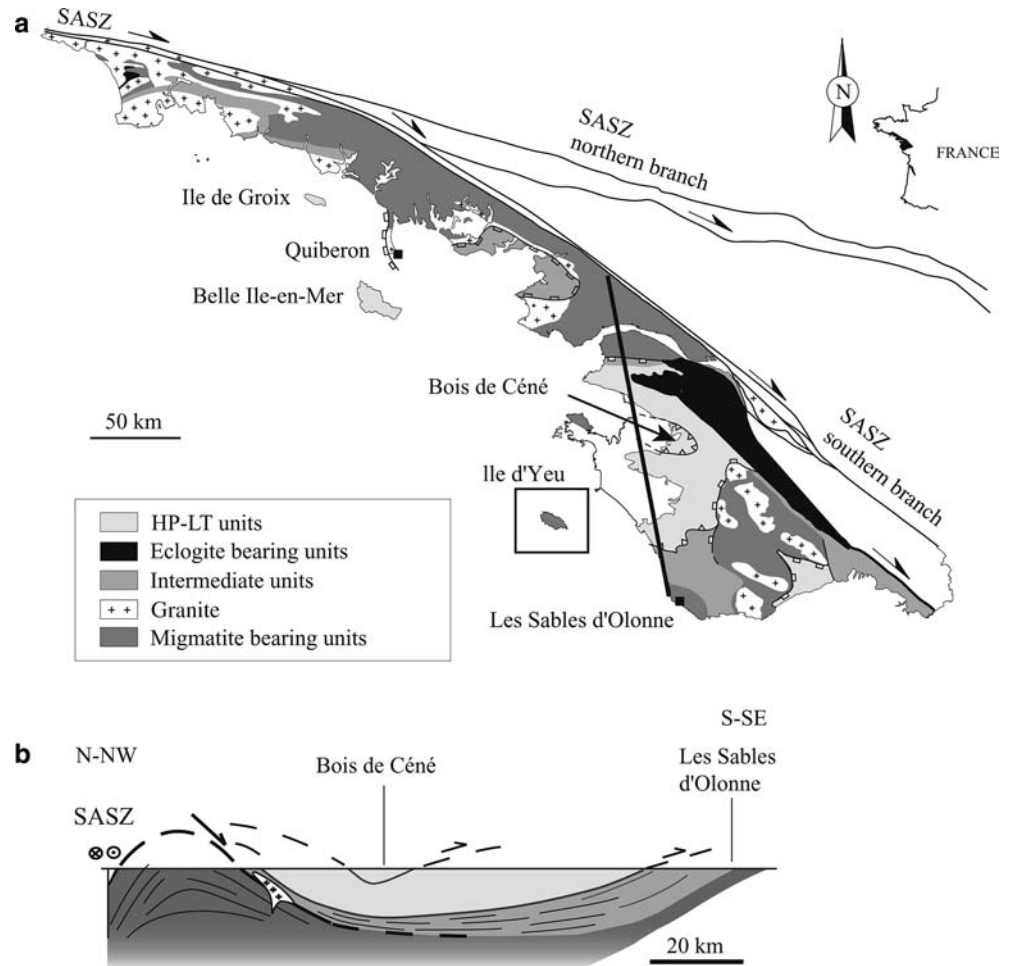 a
SASZ
N
FRANCE
SASZ
northern branch
Ile de Groix
Quiberon
Belle Ile-en-Mer
Bois de Céné
50 km
SASZ
southern branch
Ile d'Yeu
HP-LT units
Eclogite bearing units
Intermediate units
Granite
Migmatite bearing units
Les Sables d'Olonne
b
N-NW
S-SE
Bois de Céné
Les Sables
d'Olonne
SASZ
20 km